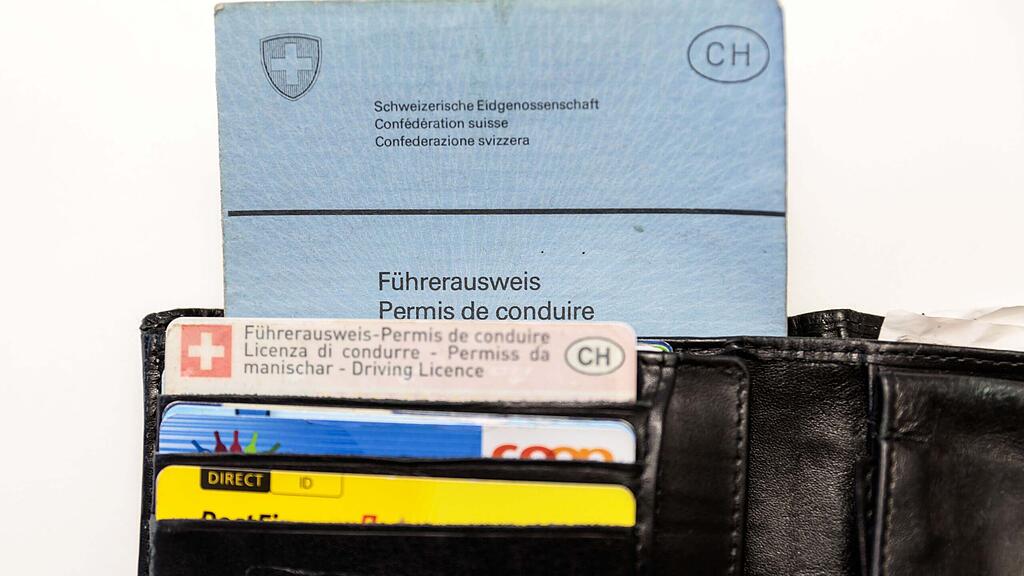 CH
Schweizerische Eidgenossenschaft
Confédération suisse
Confederazione svizzera
Führerausweis
Permis de conduire
Führerausweis-Permis de conduire
Licenza di condurre - Permiss da
manischar - Driving Licence
CH
coop
DIRECT ID